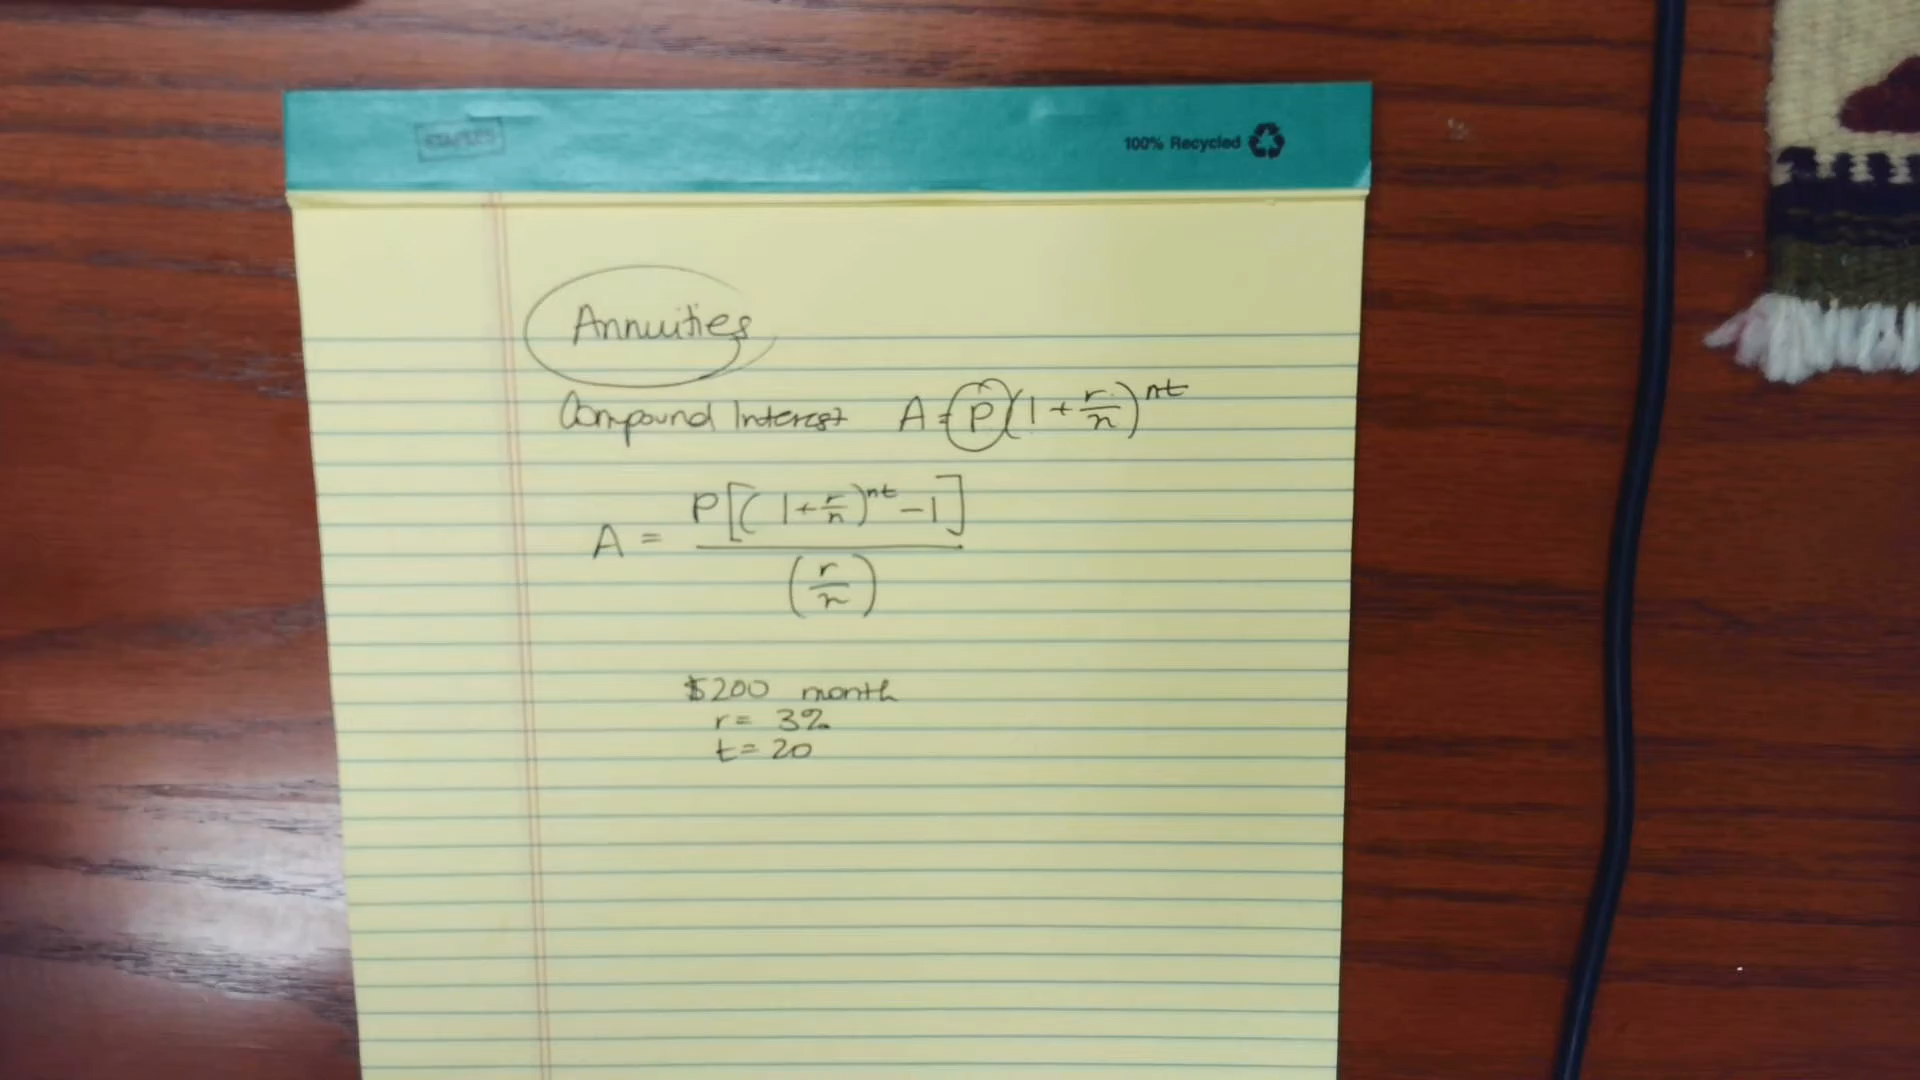 100% Recycled
Annuities
Compound Interest A = P(1 + r/n)^nt
A = P[(1 + r/n)^nt - 1] / (r/n)
$200 month
r = 3%
t = 20